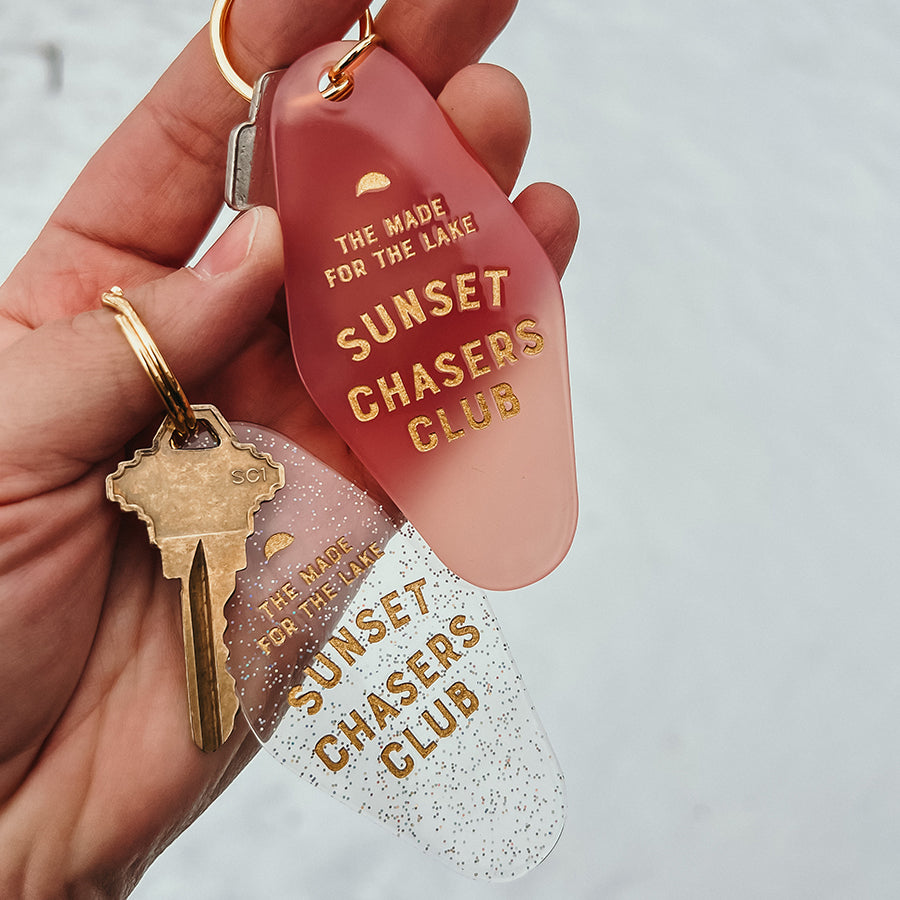 THE MADE
FOR THE LAKE
SUNSET
CHASERS
CLUB
SC1
THE MADE
FOR THE LAKE
SUNSET
CHASERS
CLUB